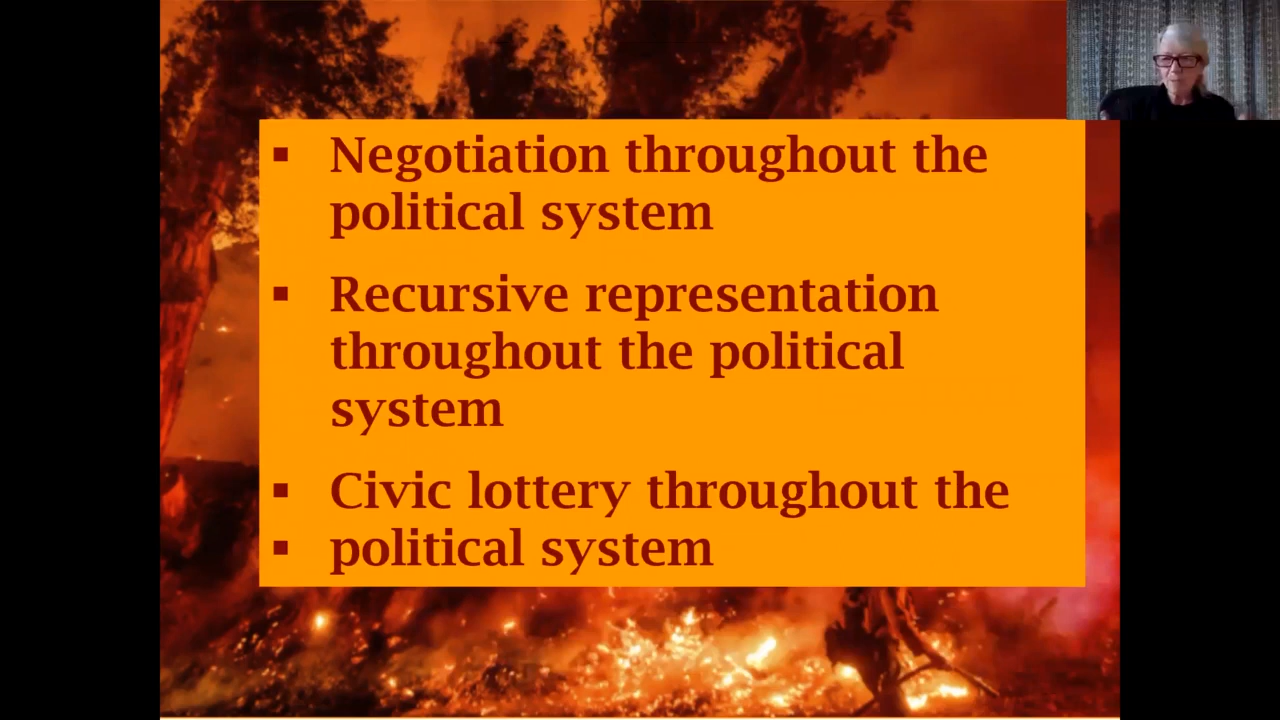 ▪ Negotiation throughout the
political system
▪ Recursive representation
throughout the political
system
▪ Civic lottery throughout the
▪ political system